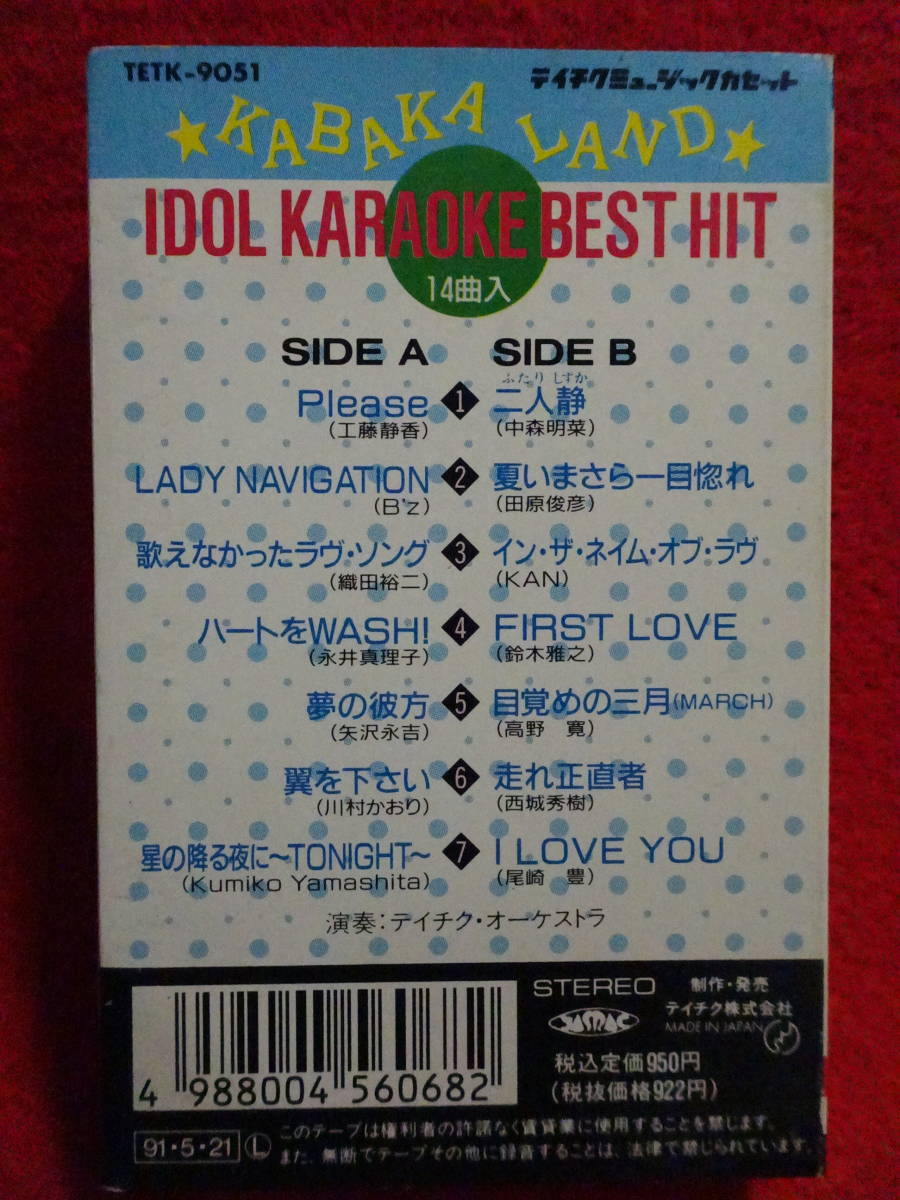 TETK-9051
テイチクミュージックカセット
★KABAKA LAND★
IDOL KARAOKE BEST HIT
14曲入
SIDE A
Please
(工藤静香)
1
LADY NAVIGATION
(B'z)
2
歌えなかったラヴ・ソング
(織田裕二)
3
ハートをWASH!
(永井真理子)
4
夢の彼方
(矢沢永吉)
5
翼を下さい
(川村かおり)
6
星の降る夜に〜TONIGHT〜
(Kumiko Yamashita)
7
SIDE B
ふたり しずか
二人静
(中森明菜)
夏いまさら一目惚れ
(田原俊彦)
イン・ザ・ネイム・オブ・ラヴ
(KAN)
FIRST LOVE
(鈴木雅之)
目覚めの三月(MARCH)
(高野 寛)
走れ正直者
(西城秀樹)
I LOVE YOU
(尾崎 豊)
演奏:テイチク・オーケストラ
STEREO
制作・発売
テイチク株式会社
MADE IN JAPAN
税込定価950円
(税抜価格922円)
4 988004 560682
91・5・21 L
このテープは権利者の許諾なく賃貸業に使用することを禁じます。
また、無断でテープその他に録音することは、法律で禁じられています。